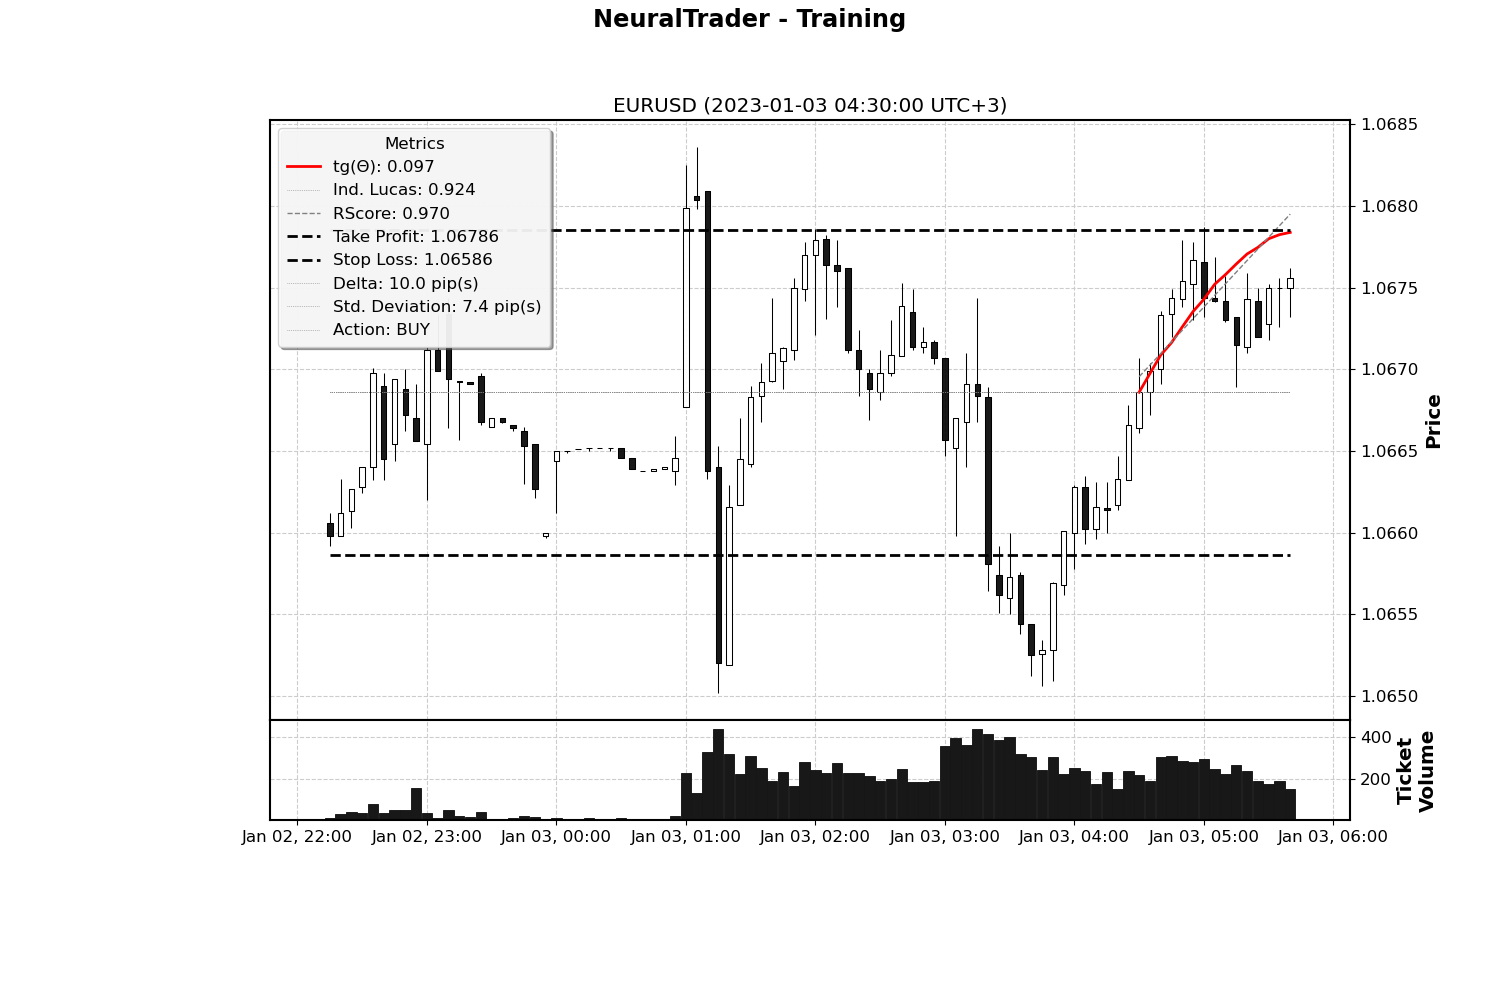 NeuralTrader - Training
EURUSD (2023-01-03 04:30:00 UTC+3)
Metrics
tg(Θ): 0.097
Ind. Lucas: 0.924
RScore: 0.970
Take Profit: 1.06786
Stop Loss: 1.06586
Delta: 10.0 pip(s)
Std. Deviation: 7.4 pip(s)
Action: BUY
1.0685
1.0680
1.0675
1.0670
1.0665
1.0660
1.0655
1.0650
Price
400
200
Ticket
Volume
Jan 02, 22:00
Jan 02, 23:00
Jan 03, 00:00
Jan 03, 01:00
Jan 03, 02:00
Jan 03, 03:00
Jan 03, 04:00
Jan 03, 05:00
Jan 03, 06:00